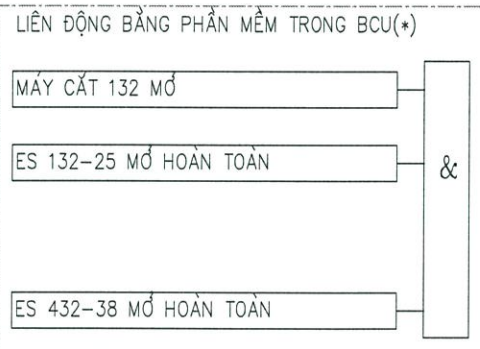 LIÊN ĐỘNG BẰNG PHẦN MỀM TRONG BCU(*)
MÁY CẮT 132 MỞ
ES 132-25 MỞ HOÀN TOÀN
&
ES 432-38 MỞ HOÀN TOÀN